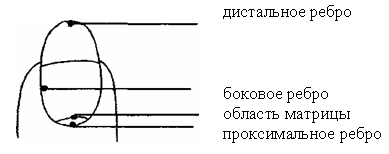 дистальное ребро
боковое ребро
область матрицы
проксимальное ребро